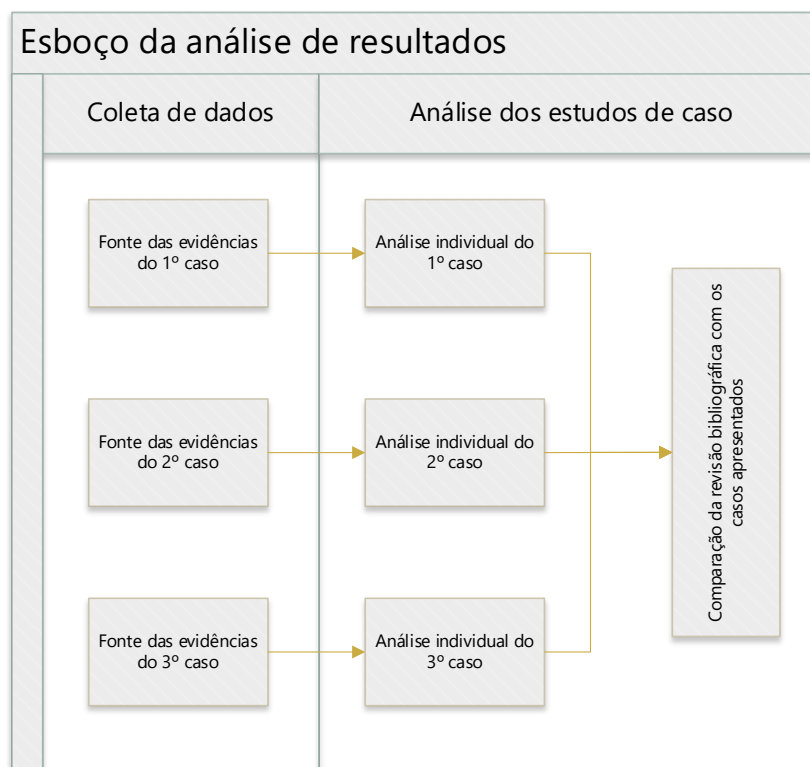 Esboço da análise de resultados
Coleta de dados
Análise dos estudos de caso
Fonte das evidências
do 1º caso
Análise individual do
1º caso
Fonte das evidências
do 2º caso
Análise individual do
2º caso
Fonte das evidências
do 3º caso
Análise individual do
3º caso
Comparação da revisão bibliográfica com os
casos apresentados